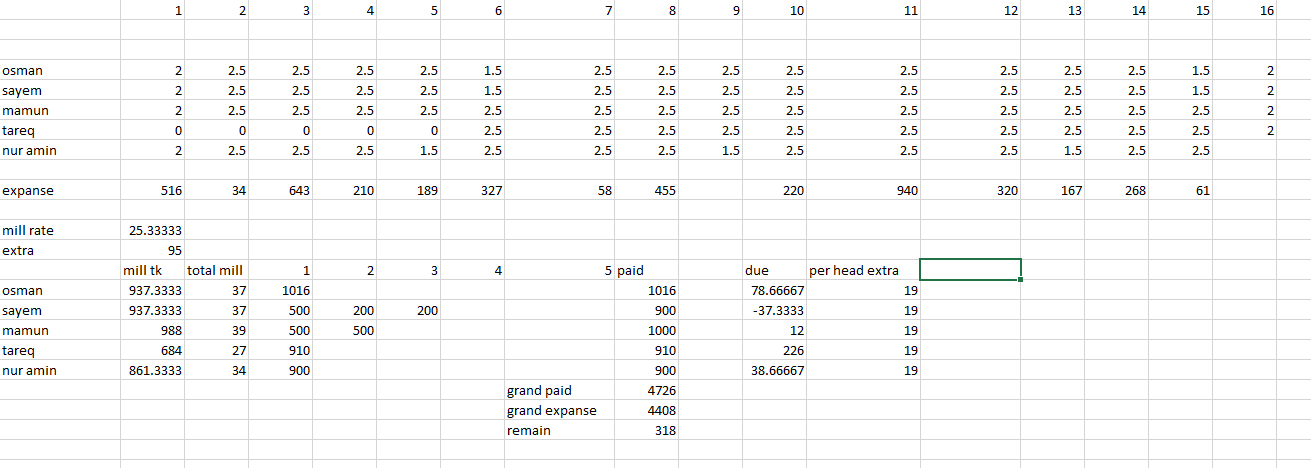 1 2 3 4 5 6 7 8 9 10 11 12 13 14 15 16
osman 2 2.5 2.5 2.5 2.5 1.5 2.5 2.5 2.5 2.5 2.5 2.5 2.5 2.5 1.5 2
sayem 2 2.5 2.5 2.5 2.5 1.5 2.5 2.5 2.5 2.5 2.5 2.5 2.5 2.5 1.5 2
mamun 2 2.5 2.5 2.5 2.5 2.5 2.5 2.5 2.5 2.5 2.5 2.5 2.5 2.5 2.5 2
tareq 0 0 0 0 0 2.5 2.5 2.5 2.5 2.5 2.5 2.5 2.5 2.5 2.5 2
nur amin 2 2.5 2.5 2.5 1.5 2.5 2.5 2.5 1.5 2.5 2.5 2.5 1.5 2.5 2.5
expanse 516 34 643 210 189 327 58 455 220 940 320 167 268 61
mill rate 25.33333
extra 95
mill tk total mill 1 2 3 4 5 paid due per head extra
osman 937.3333 37 1016 1016 78.66667 19
sayem 937.3333 37 500 200 200 900 -37.3333 19
mamun 988 39 500 500 1000 12 19
tareq 684 27 910 910 226 19
nur amin 861.3333 34 900 900 38.66667 19
grand paid 4726
grand expanse 4408
remain 318